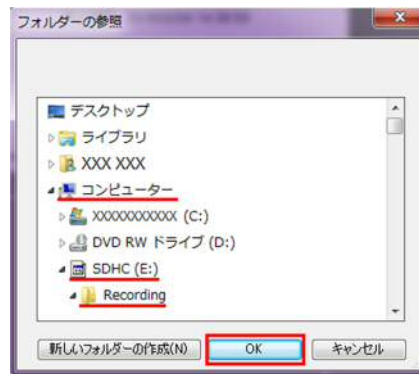 フォルダーの参照
デスクトップ
ライブラリ
XXX XXX
コンピューター
XXXXXXXXXXX (C:)
DVD RW ドライブ (D:)
SDHC (E:)
Recording
新しいフォルダーの作成(N)
OK
キャンセル